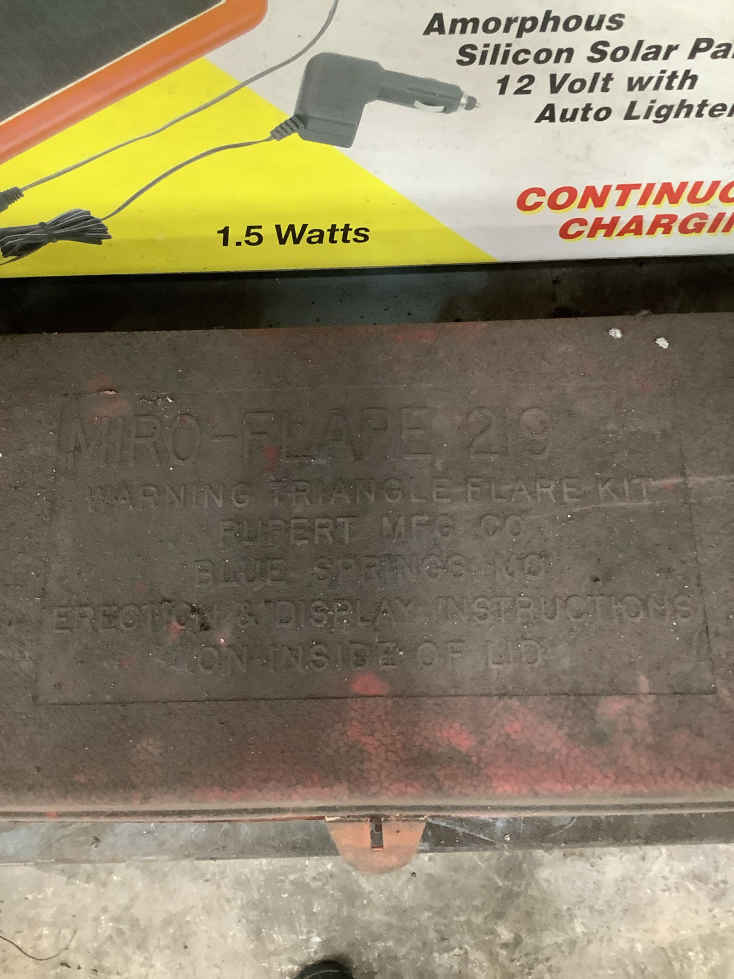 Amorphous
Silicon Solar Pa
12 Volt with
Auto Lighte
CONTINUO
CHARGI
1.5 Watts
MIRO-FLARE 219
WARNING TRIANGLE FLARE KIT
RUPERT MFG CO
BLUE SPRINGS MO
ERECTION & DISPLAY INSTRUCTIONS
ON INSIDE OF LID